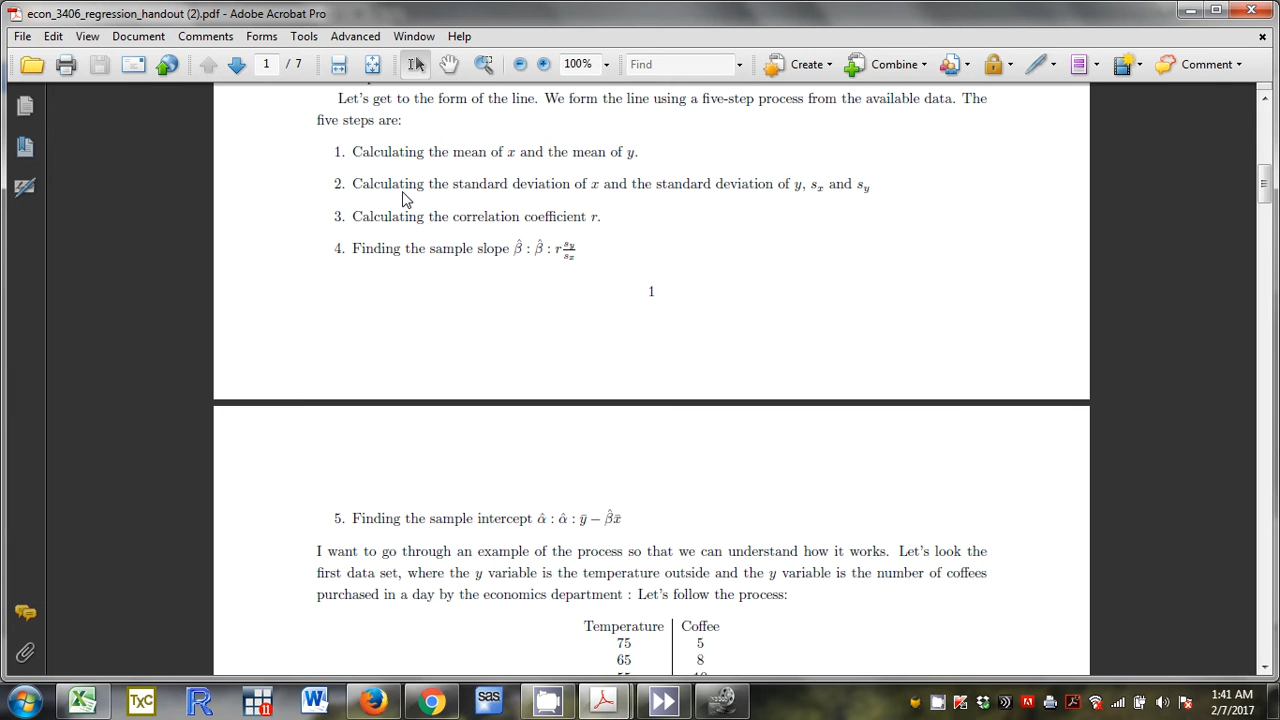 econ_3406_regression_handout (2).pdf - Adobe Acrobat Pro
File Edit View Document Comments Forms Tools Advanced Window Help
1 / 7 100% Find Create Combine Comment
Let's get to the form of the line. We form the line using a five-step process from the available data. The
five steps are:
1. Calculating the mean of x and the mean of y.
2. Calculating the standard deviation of x and the standard deviation of y, sₓ and s_y
3. Calculating the correlation coefficient r.
4. Finding the sample slope β̂ : β̂ : r s_y/sₓ
1
5. Finding the sample intercept α̂ : α̂ : ȳ − β̂x̄
I want to go through an example of the process so that we can understand how it works. Let's look the
first data set, where the y variable is the temperature outside and the y variable is the number of coffees
purchased in a day by the economics department : Let's follow the process:
Temperature Coffee
75 5
65 8
TxC R 11 W sas
1:41 AM
2/7/2017